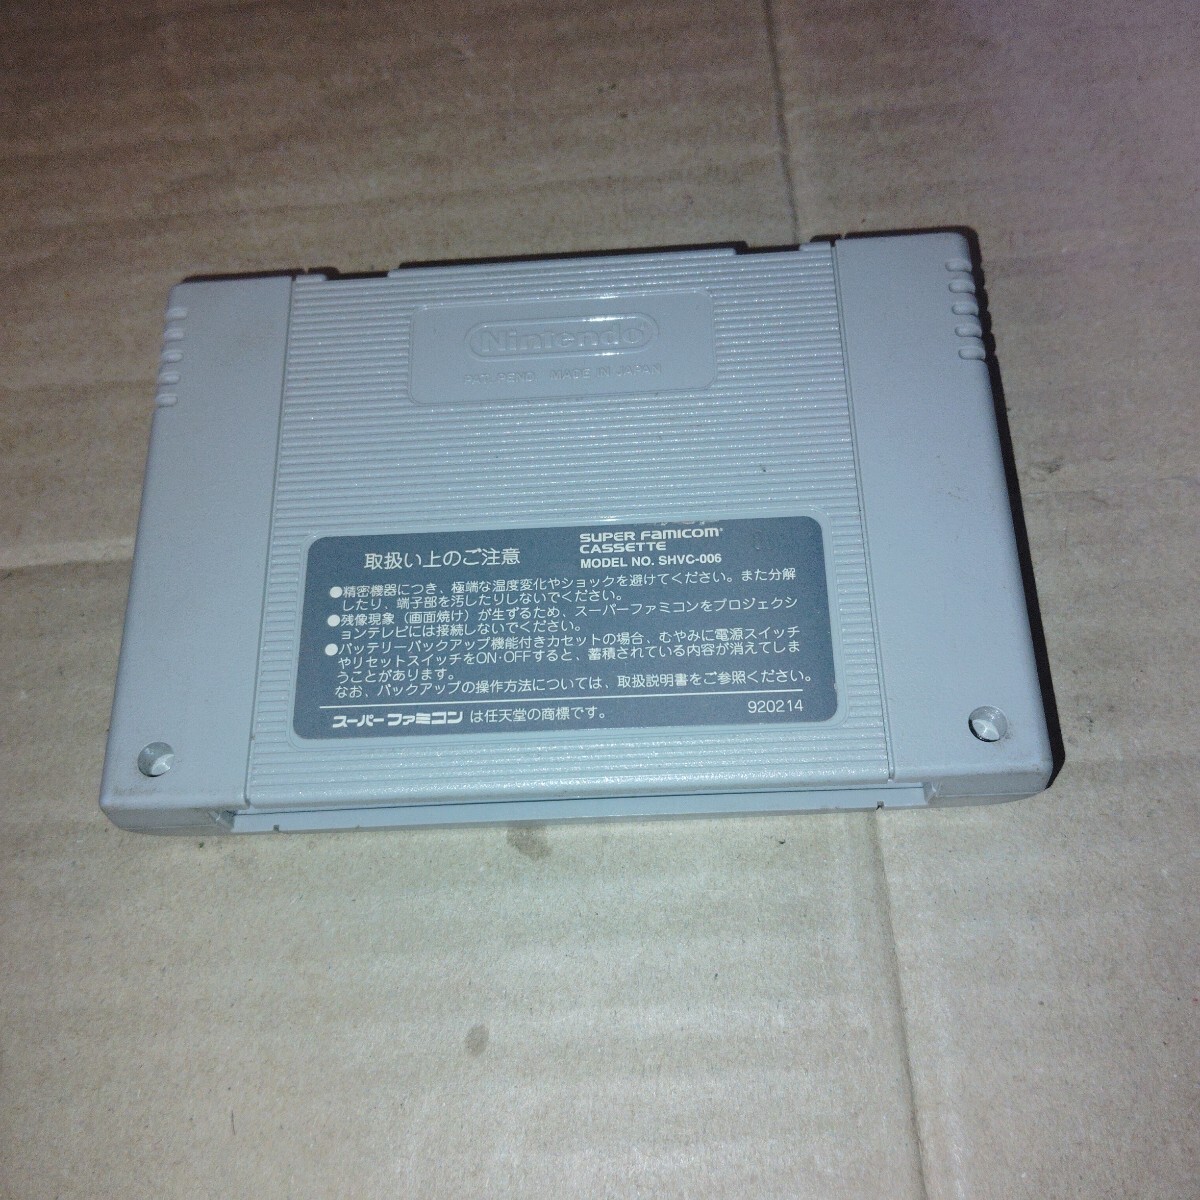 Nintendo
PAT.PEND MADE IN JAPAN
取扱い上のご注意
SUPER FAMICOM
CASSETTE
MODEL NO. SHVC-006
●精密機器につき、極端な温度変化やショックを避けてください。また分解
したり、端子部を汚したりしないでください。
●残像現象（画面焼け）が生ずるため、スーパーファミコンをプロジェクシ
ョンテレビには接続しないでください。
●バッテリーバックアップ機能付きカセットの場合、むやみに電源スイッチ
やリセットスイッチをON・OFFすると、蓄積されている内容が消えてしま
うことがあります。
なお、バックアップの操作方法については、取扱説明書をご参照ください。
スーパーファミコン は任天堂の商標です。
920214